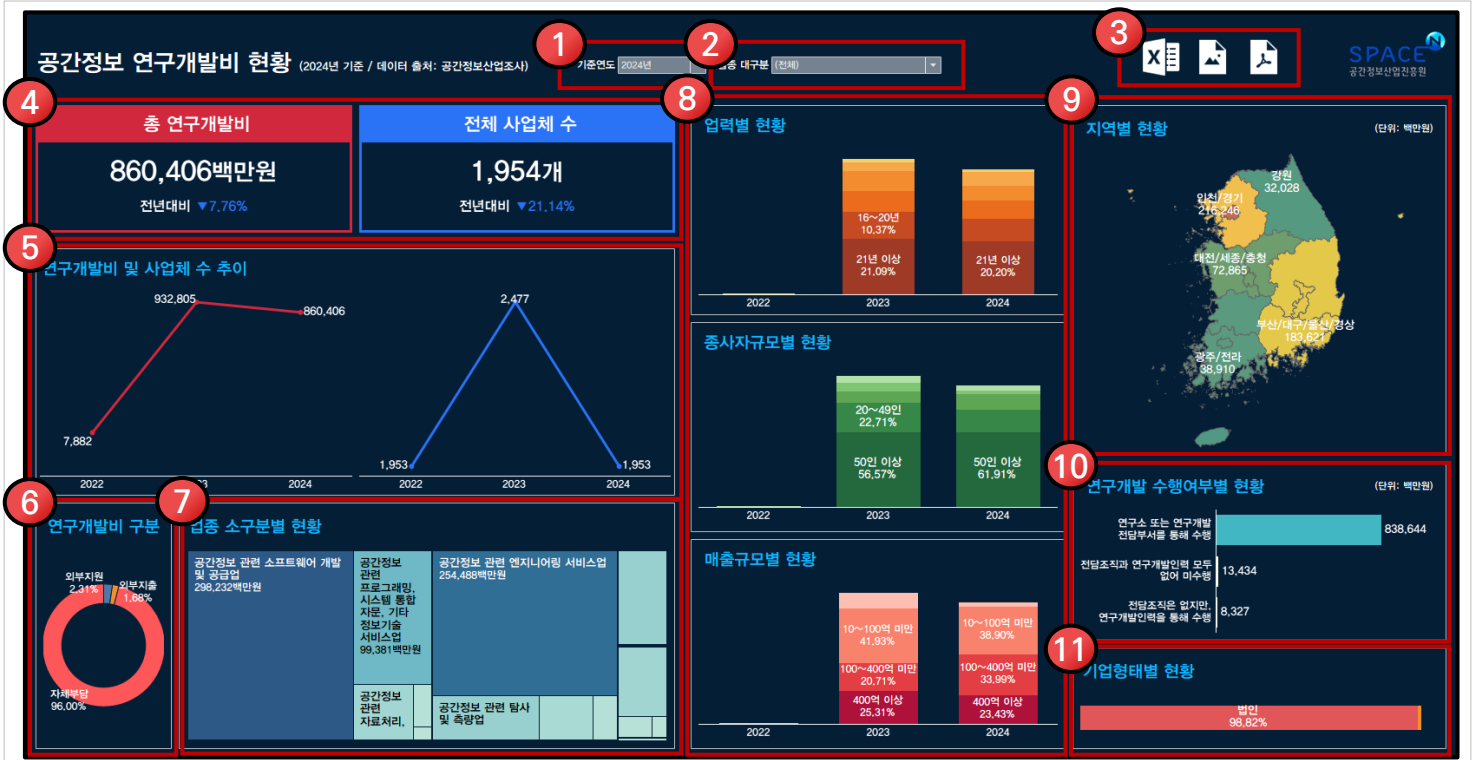 공간정보 연구개발비 현황 (2024년 기준 / 데이터 출처: 공간정보산업조사)
1
기준연도 2024년
2
업종 대구분 (전체)
3
SPACE N
공간정보산업진흥원
4
총 연구개발비
860,406백만원
전년대비 ▼7.76%
전체 사업체 수
1,954개
전년대비 ▼21.14%
5
연구개발비 및 사업체 수 추이
932,805
860,406
7,882
2022
2024
2,477
1,953
1,953
2022
2023
2024
6
연구개발비 구분
외부지원
2.31%
외부지출
1.68%
자체부담
96.00%
7
업종 소구분별 현황
공간정보 관련 소프트웨어 개발
및 공급업
298,232백만원
공간정보
관련
프로그래밍,
시스템 통합
자문, 기타
정보기술
서비스업
99,381백만원
공간정보
관련
자료처리,
공간정보 관련 엔지니어링 서비스업
254,488백만원
공간정보 관련 탐사
및 측량업
8
업력별 현황
16~20년
10.37%
21년 이상
21.09%
21년 이상
20.20%
2022
2023
2024
종사자규모별 현황
20~49인
22.71%
50인 이상
56.57%
50인 이상
61.91%
2022
2023
2024
매출규모별 현황
10~100억 미만
41.93%
100~400억 미만
20.71%
400억 이상
25.31%
10~100억 미만
38.90%
100~400억 미만
33.99%
400억 이상
23.43%
2022
2023
2024
9
지역별 현황
(단위: 백만원)
강원
32,028
인천/경기
216,246
대전/세종/충청
72,865
부산/대구/울산/경상
183,621
광주/전라
38,910
10
연구개발 수행여부별 현황
(단위: 백만원)
연구소 또는 연구개발
전담부서를 통해 수행
838,644
전담조직과 연구개발인력 모두
없어 미수행
13,434
전담조직은 없지만,
연구개발인력을 통해 수행
8,327
11
기업형태별 현황
법인
98.82%